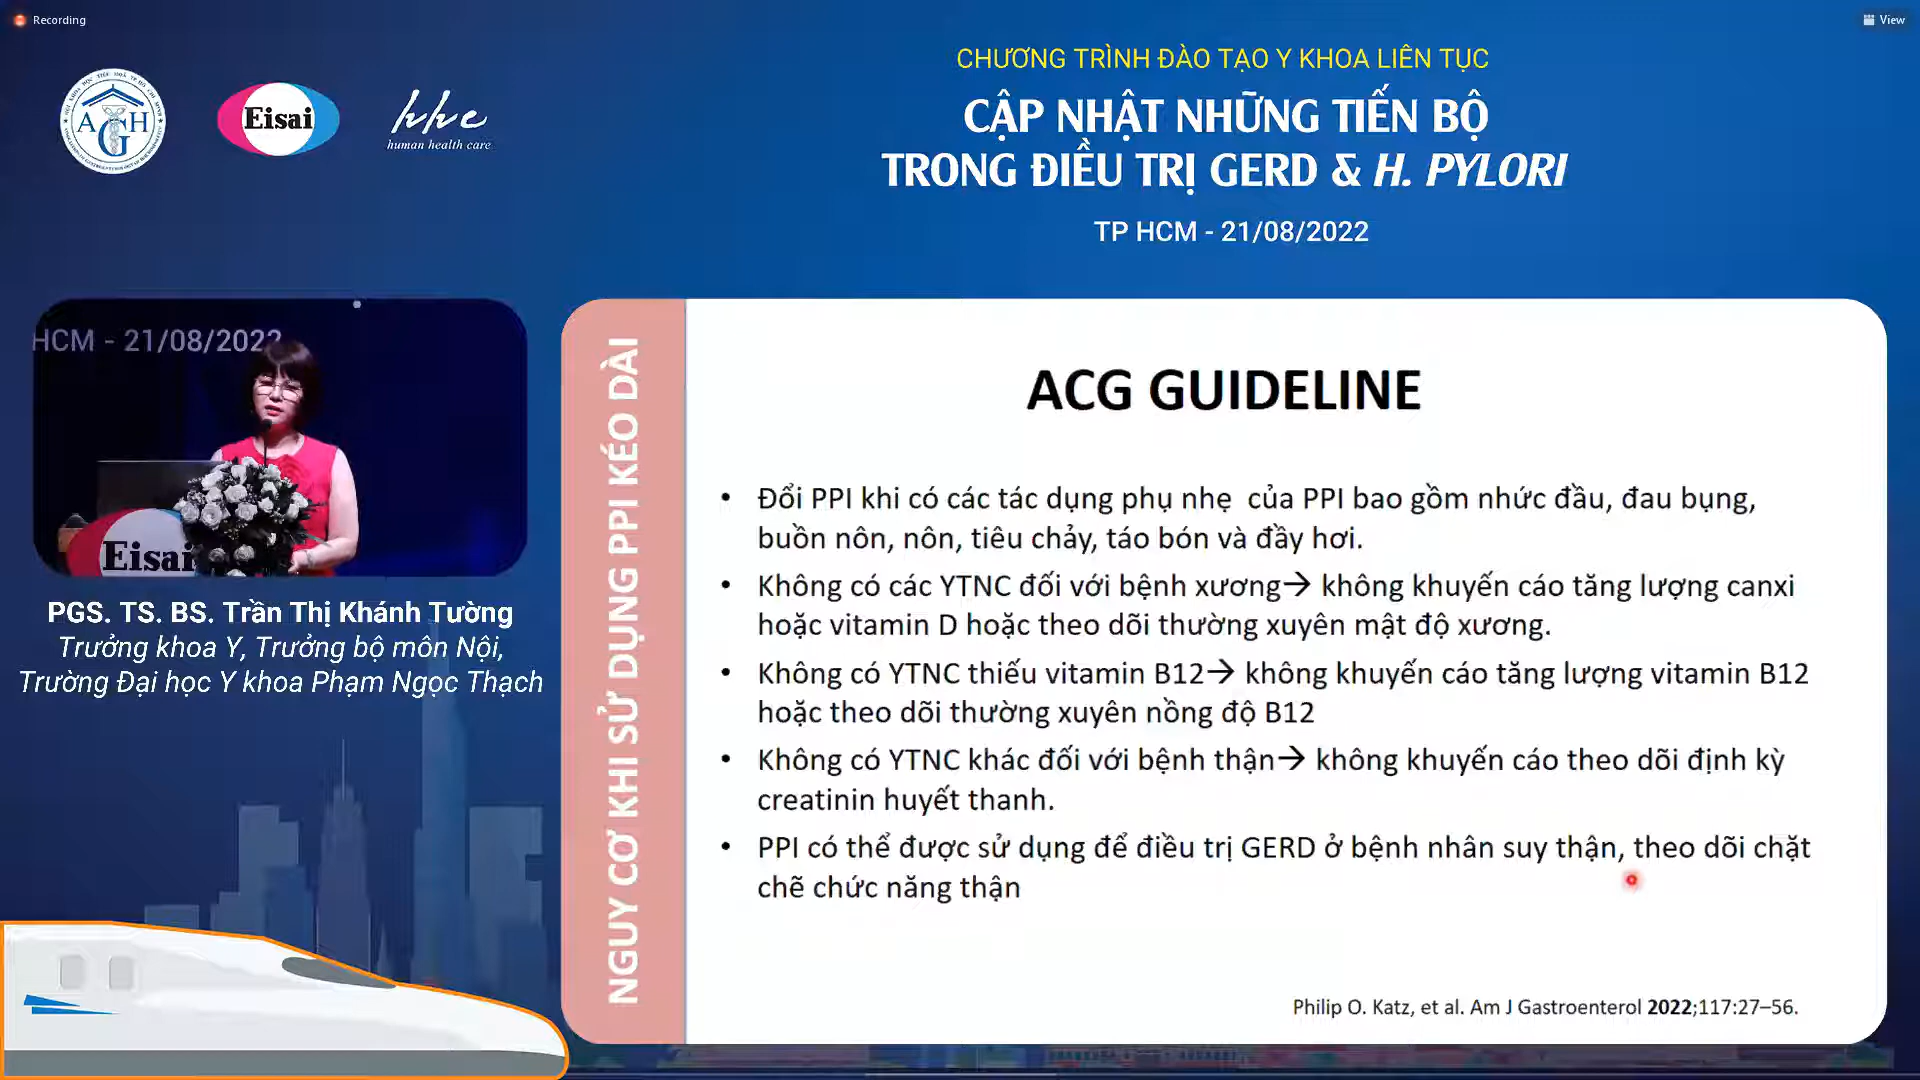 Recording
View
CHƯƠNG TRÌNH ĐÀO TẠO Y KHOA LIÊN TỤC
CẬP NHẬT NHỮNG TIẾN BỘ
TRONG ĐIỀU TRỊ GERD & H. PYLORI
TP HCM - 21/08/2022
AGH
Eisai
hhc
human health care
HCM - 21/08/2022
Eisai
PGS. TS. BS. Trần Thị Khánh Tường
Trưởng khoa Y, Trưởng bộ môn Nội,
Trường Đại học Y khoa Phạm Ngọc Thạch
NGUY CƠ KHI SỬ DỤNG PPI KÉO DÀI
ACG GUIDELINE
• Đổi PPI khi có các tác dụng phụ nhẹ của PPI bao gồm nhức đầu, đau bụng,
buồn nôn, nôn, tiêu chảy, táo bón và đầy hơi.
• Không có các YTNC đối với bệnh xương→ không khuyến cáo tăng lượng canxi
hoặc vitamin D hoặc theo dõi thường xuyên mật độ xương.
• Không có YTNC thiếu vitamin B12→ không khuyến cáo tăng lượng vitamin B12
hoặc theo dõi thường xuyên nồng độ B12
• Không có YTNC khác đối với bệnh thận→ không khuyến cáo theo dõi định kỳ
creatinin huyết thanh.
• PPI có thể được sử dụng để điều trị GERD ở bệnh nhân suy thận, theo dõi chặt
chẽ chức năng thận
Philip O. Katz, et al. Am J Gastroenterol 2022;117:27–56.